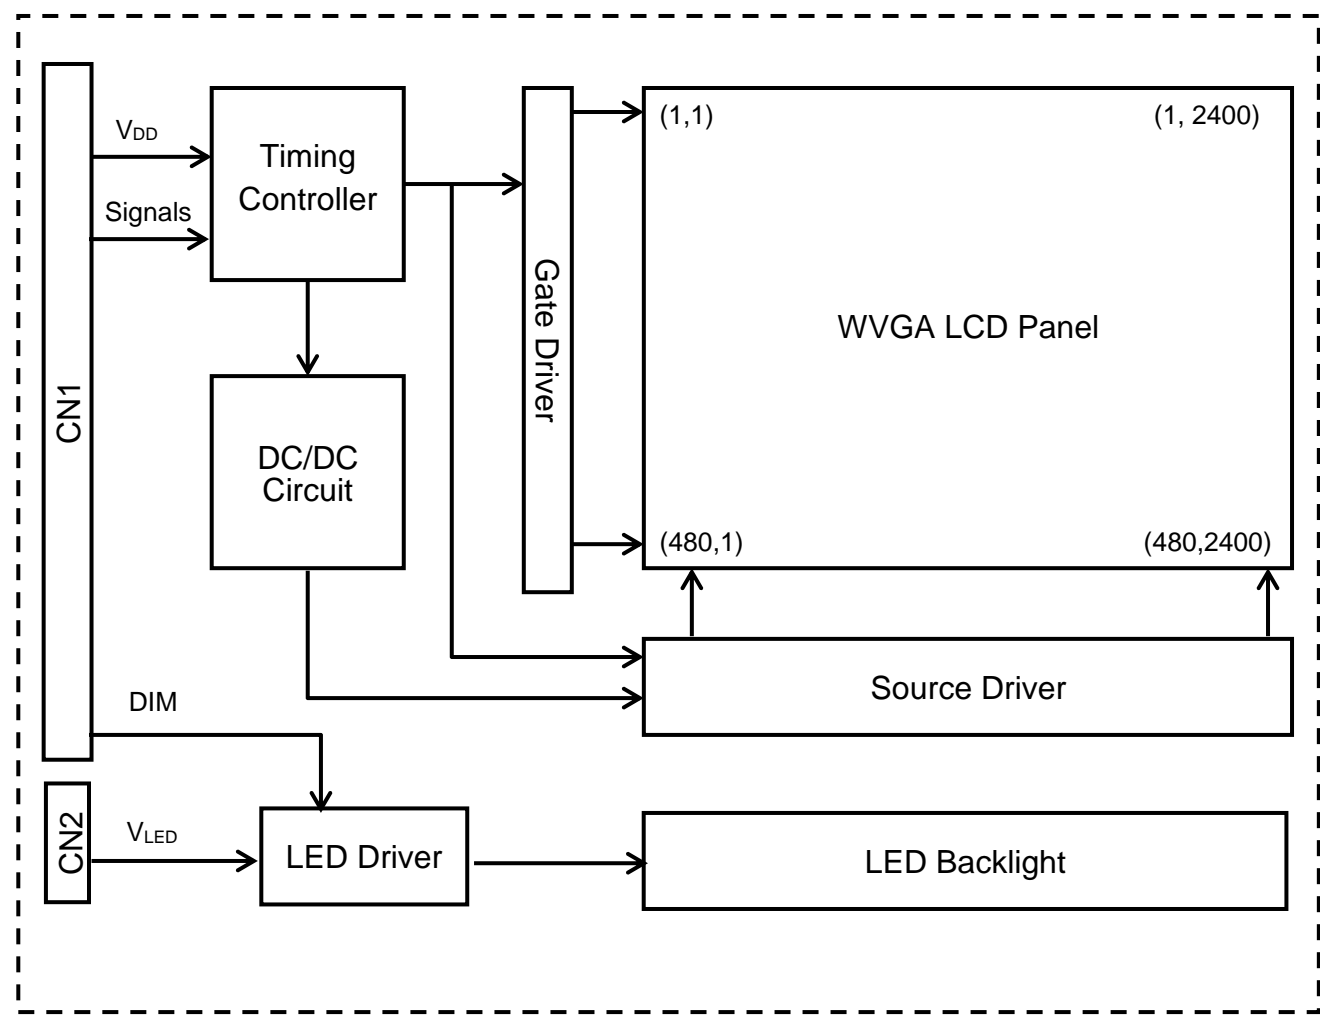 CN1
VDD
Signals
Timing
Controller
Gate Driver
(1,1)
(1, 2400)
WVGA LCD Panel
(480,1)
(480,2400)
DC/DC
Circuit
Source Driver
DIM
CN2
VLED
LED Driver
LED Backlight